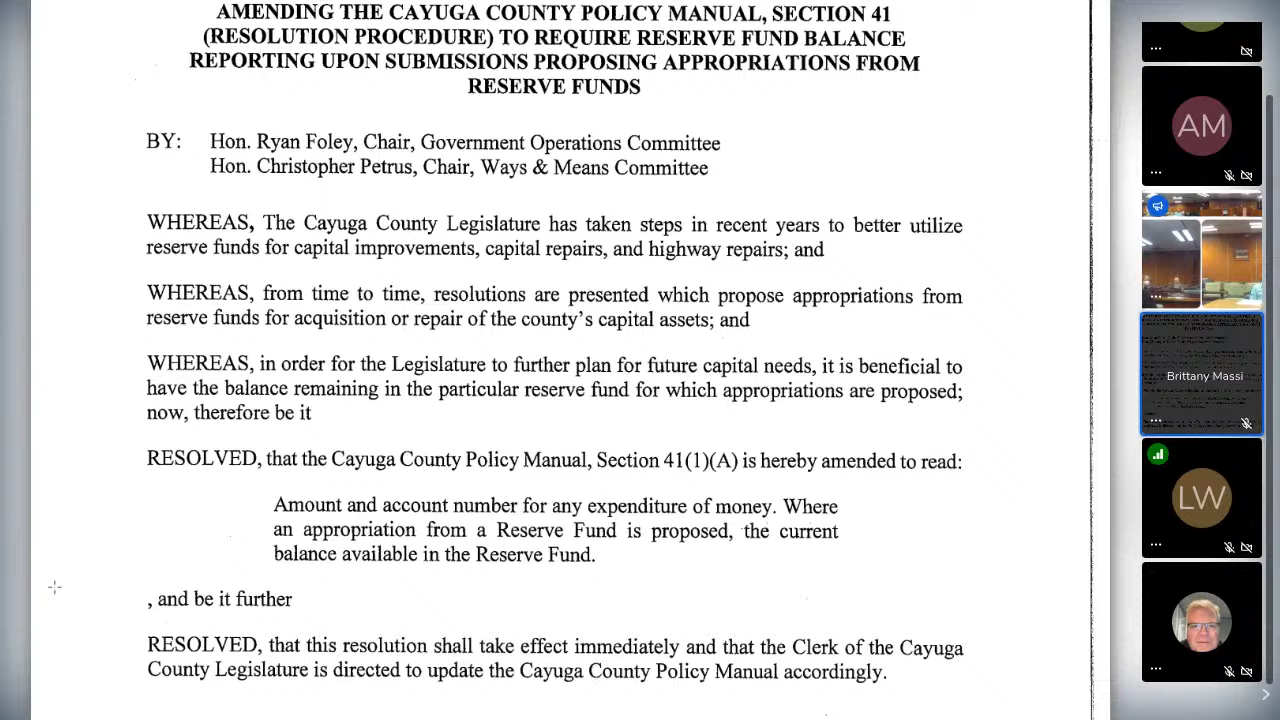 AMENDING THE CAYUGA COUNTY POLICY MANUAL, SECTION 41
(RESOLUTION PROCEDURE) TO REQUIRE RESERVE FUND BALANCE
REPORTING UPON SUBMISSIONS PROPOSING APPROPRIATIONS FROM
RESERVE FUNDS
BY: Hon. Ryan Foley, Chair, Government Operations Committee
Hon. Christopher Petrus, Chair, Ways & Means Committee
WHEREAS, The Cayuga County Legislature has taken steps in recent years to better utilize
reserve funds for capital improvements, capital repairs, and highway repairs; and
WHEREAS, from time to time, resolutions are presented which propose appropriations from
reserve funds for acquisition or repair of the county's capital assets; and
WHEREAS, in order for the Legislature to further plan for future capital needs, it is beneficial to
have the balance remaining in the particular reserve fund for which appropriations are proposed;
now, therefore be it
RESOLVED, that the Cayuga County Policy Manual, Section 41(1)(A) is hereby amended to read:
Amount and account number for any expenditure of money. Where
an appropriation from a Reserve Fund is proposed, the current
balance available in the Reserve Fund.
, and be it further
RESOLVED, that this resolution shall take effect immediately and that the Clerk of the Cayuga
County Legislature is directed to update the Cayuga County Policy Manual accordingly.
AM
Brittany Massi
LW